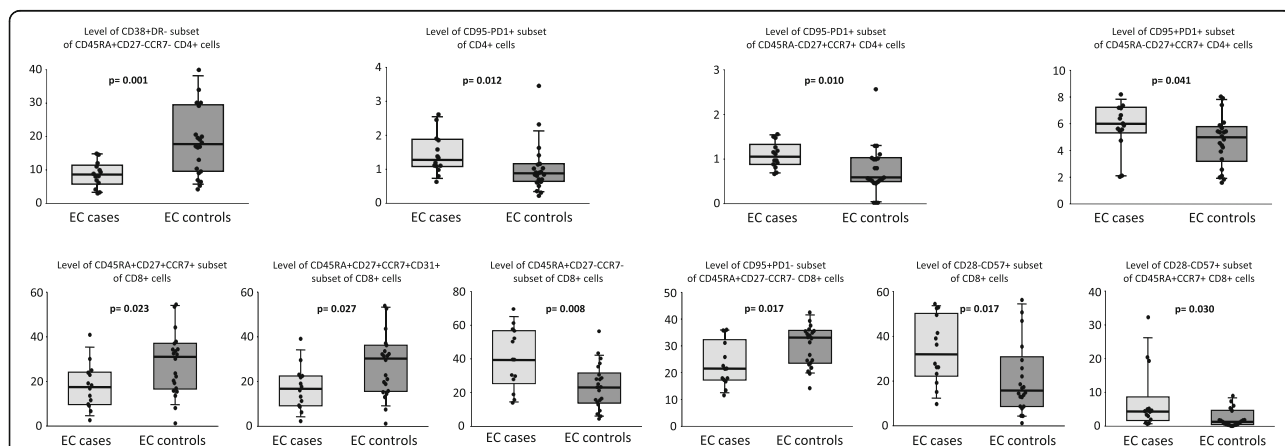 Level of CD38+DR- subset
of CD45RA+CD27-CCR7- CD4+ cells
p= 0.001
40
30
20
10
0
EC cases
EC controls
Level of CD95-PD1+ subset
of CD4+ cells
p= 0.012
4
3
2
1
0
EC cases
EC controls
Level of CD95-PD1+ subset
of CD45RA-CD27+CCR7+ CD4+ cells
p= 0.010
3
2
1
0
EC cases
EC controls
Level of CD95+PD1+ subset
of CD45RA-CD27+CCR7+ CD4+ cells
p= 0.041
10
8
6
4
2
0
EC cases
EC controls
Level of CD45RA+CD27+CCR7+ subset
of CD8+ cells
p= 0.023
60
40
20
0
EC cases
EC controls
Level of CD45RA+CD27+CCR7+CD31+
subset of CD8+ cells
p= 0.027
60
40
20
0
EC cases
EC controls
Level of CD45RA+CD27-CCR7-
subset of CD8+ cells
p= 0.008
80
60
40
20
0
EC cases
EC controls
Level of CD95+PD1- subset
of CD45RA+CD27-CCR7- CD8+ cells
p= 0.017
50
40
30
20
10
0
EC cases
EC controls
Level of CD28-CD57+ subset
of CD8+ cells
p= 0.017
60
40
20
0
EC cases
EC controls
Level of CD28-CD57+ subset
of CD45RA+CCR7+ CD8+ cells
p= 0.030
40
30
20
10
0
EC cases
EC controls